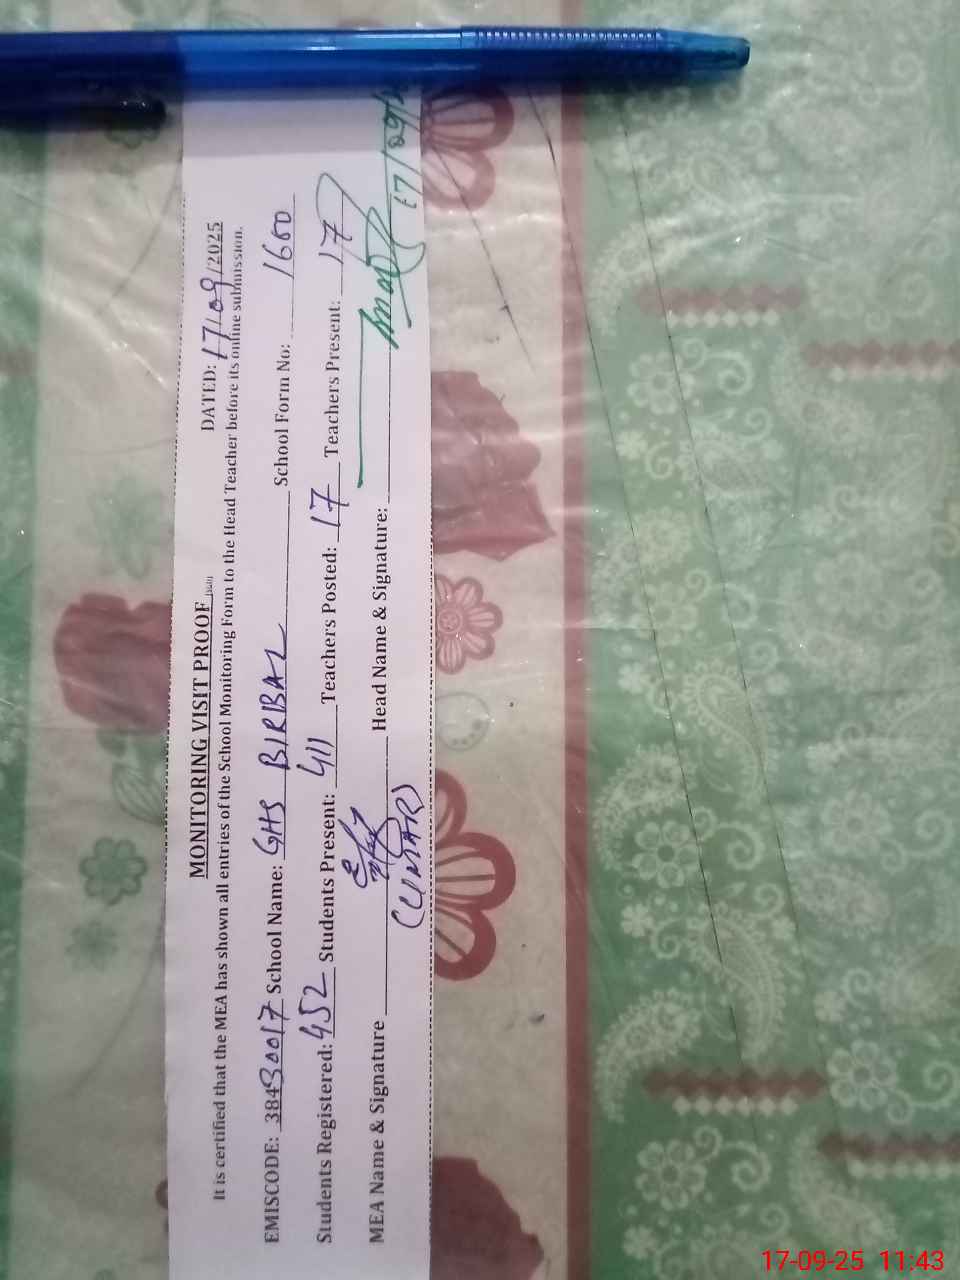 MONITORING VISIT PROOF
DATED: 17/09/2025
It is certified that the MEA has shown all entries of the School Monitoring Form to the Head Teacher before its online submission.
EMISCODE: 38430017 School Name: GHS BIRBAL School Form No: 1660
Students Registered: 452 Students Present: 411 Teachers Posted: 17 Teachers Present: 17
MEA Name & Signature Head Name & Signature: 17/09/
(UMAR)
17-09-25 11:43